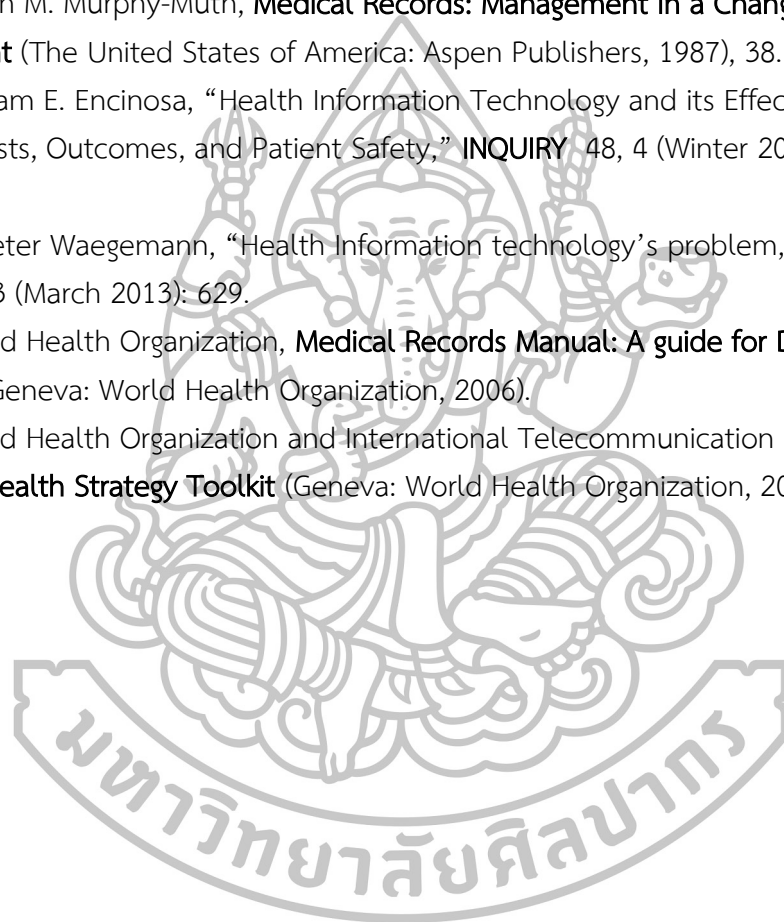 n M. Murphy-Muth, Medical Records: Management in a Chang
t (The United States of America: Aspen Publishers, 1987), 38.
am E. Encinosa, “Health Information Technology and its Effec
sts, Outcomes, and Patient Safety,” INQUIRY 48, 4 (Winter 20
eter Waegemann, “Health Information technology’s problem,
3 (March 2013): 629.
d Health Organization, Medical Records Manual: A guide for D
Geneva: World Health Organization, 2006).
d Health Organization and International Telecommunication
ealth Strategy Toolkit (Geneva: World Health Organization, 20
มหาวิทยาลัยศิลปากร